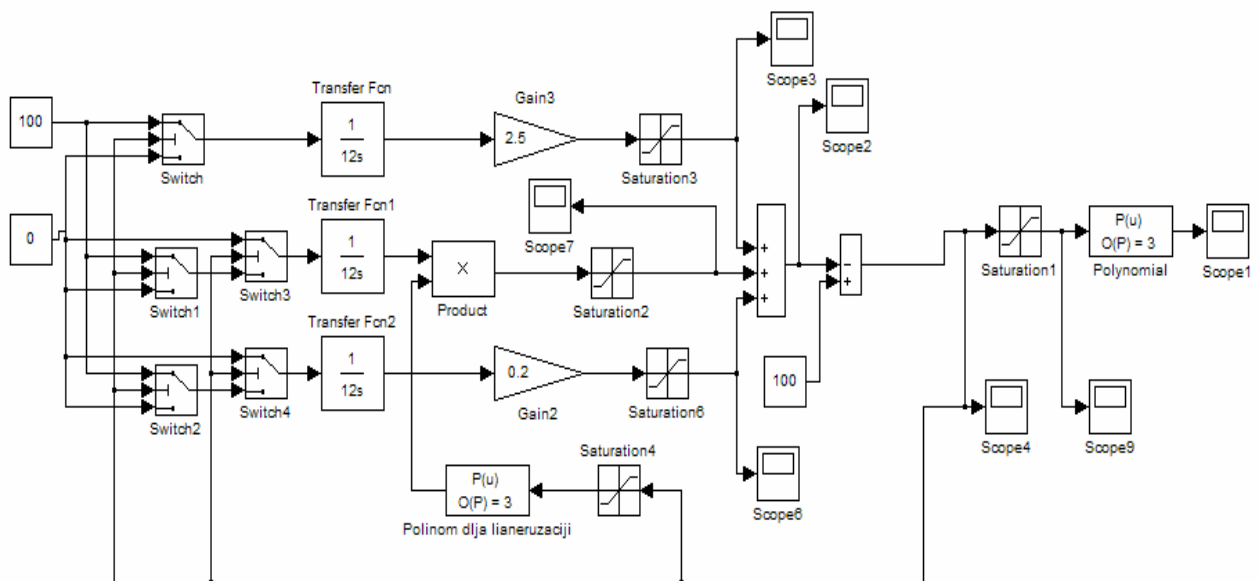 Scope3
Transfer Fcn
Gain3
100
1
12s
2.5
Scope2
Switch
Saturation3
Transfer Fcn1
0
1
12s
Scope7
P(u)
O(P) = 3
X
+
+
+
−
+
Saturation1
Polynomial
Scope1
Switch1
Switch3
Product
Saturation2
Transfer Fcn2
1
12s
0.2
100
Switch2
Switch4
Gain2
Saturation6
Scope4
Scope9
Saturation4
P(u)
O(P) = 3
Scope6
Polinom dlja lianeruzaciji